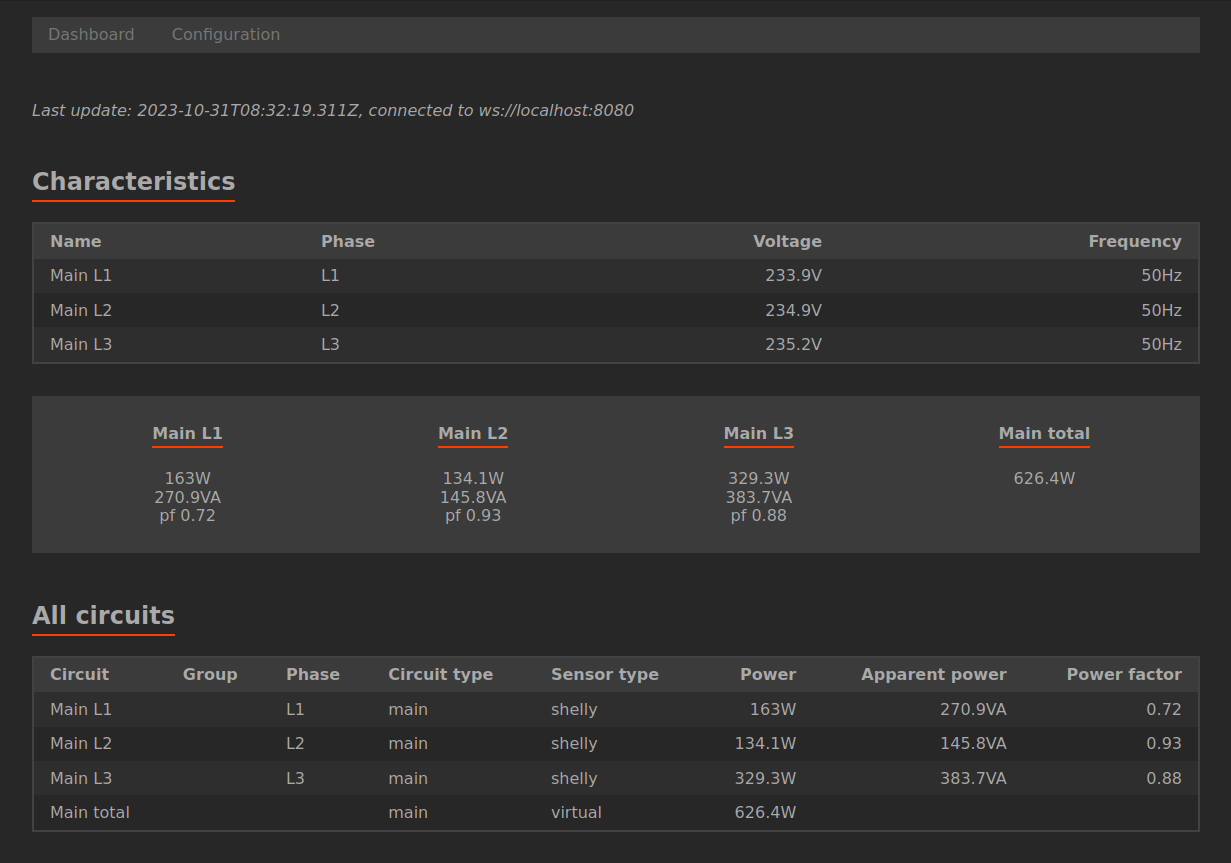 Dashboard Configuration
Last update: 2023-10-31T08:32:19.311Z, connected to ws://localhost:8080
Characteristics
Name Phase Voltage Frequency
Main L1 L1 233.9V 50Hz
Main L2 L2 234.9V 50Hz
Main L3 L3 235.2V 50Hz
Main L1 Main L2 Main L3 Main total
163W 134.1W 329.3W 626.4W
270.9VA 145.8VA 383.7VA
pf 0.72 pf 0.93 pf 0.88
All circuits
Circuit Group Phase Circuit type Sensor type Power Apparent power Power factor
Main L1 L1 main shelly 163W 270.9VA 0.72
Main L2 L2 main shelly 134.1W 145.8VA 0.93
Main L3 L3 main shelly 329.3W 383.7VA 0.88
Main total main virtual 626.4W